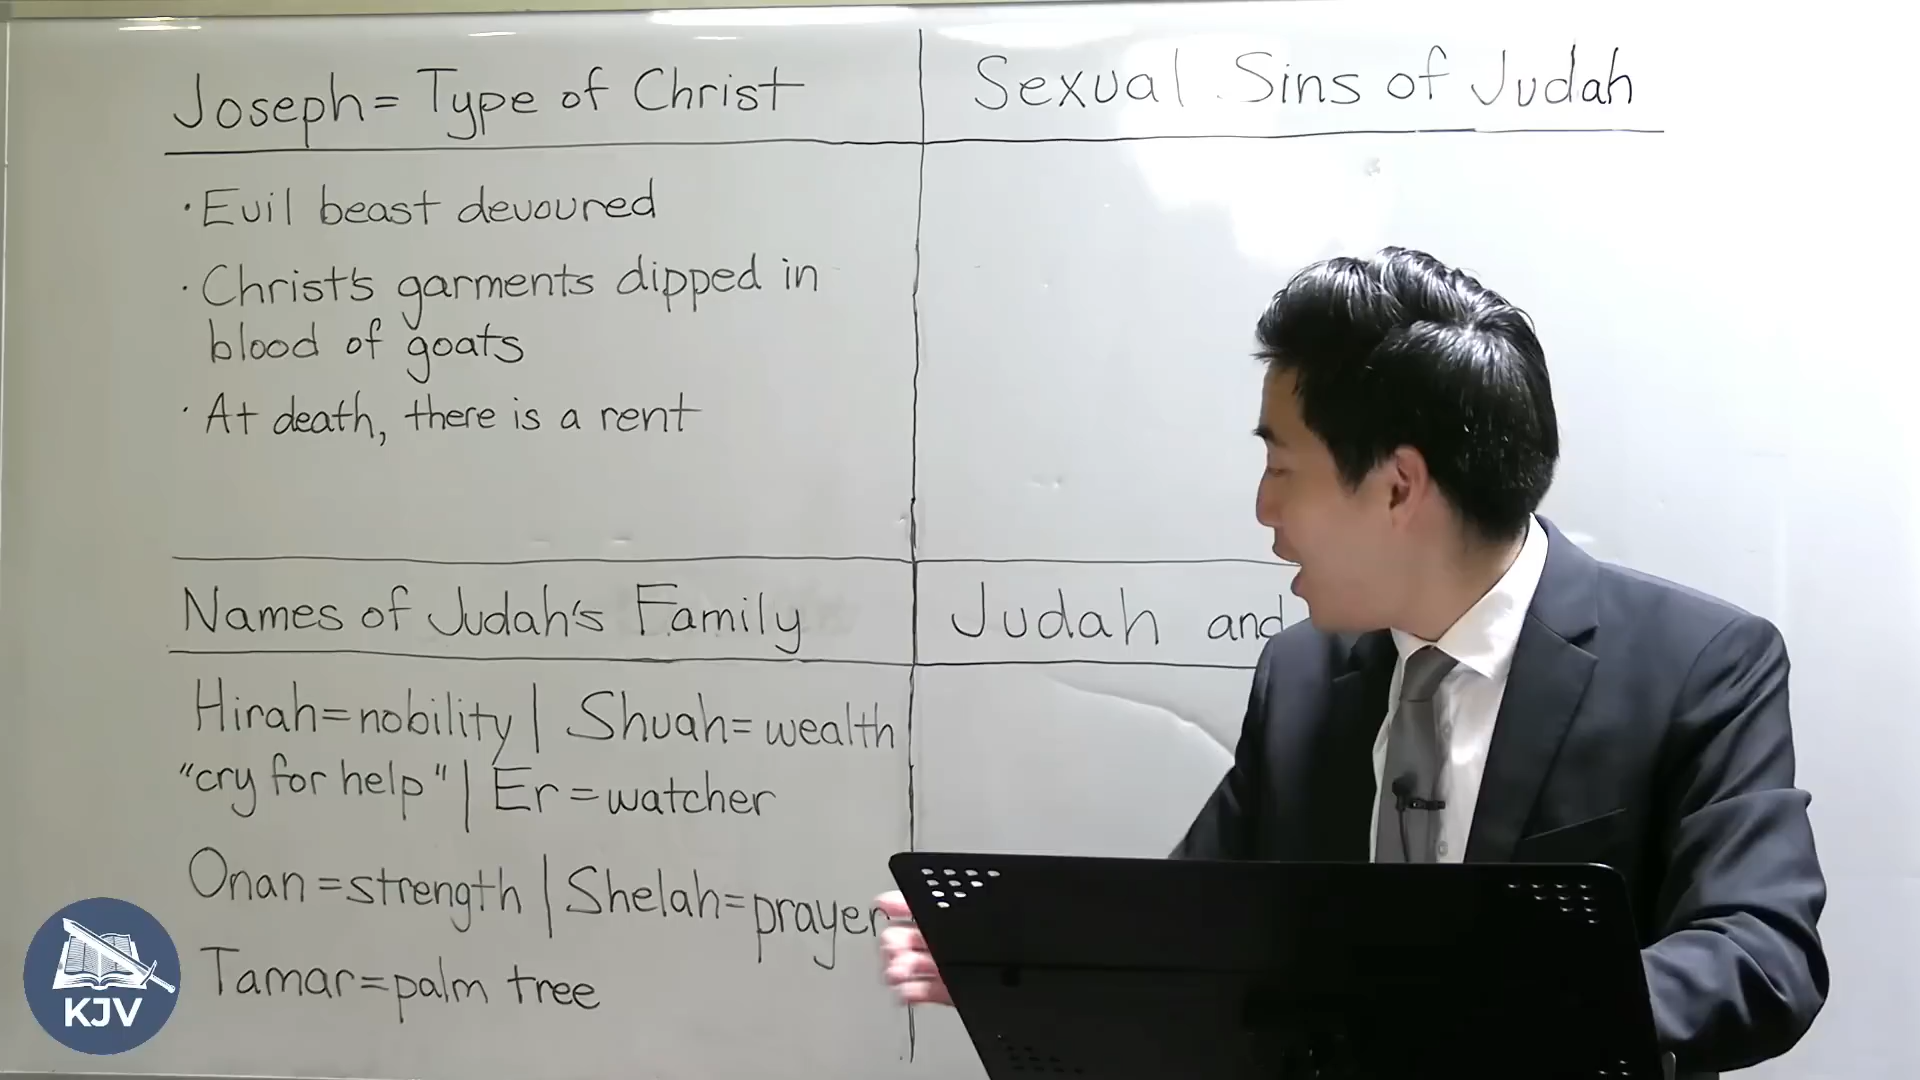 Joseph = Type of Christ
· Evil beast devoured
· Christ's garments dipped in
blood of goats
· At death, there is a rent
Sexual Sins of Judah
Names of Judah's Family
Hirah=nobility | Shuah=wealth
"cry for help" | Er=watcher
Onan=strength | Shelah=prayer
Tamar=palm tree
Judah and
KJV